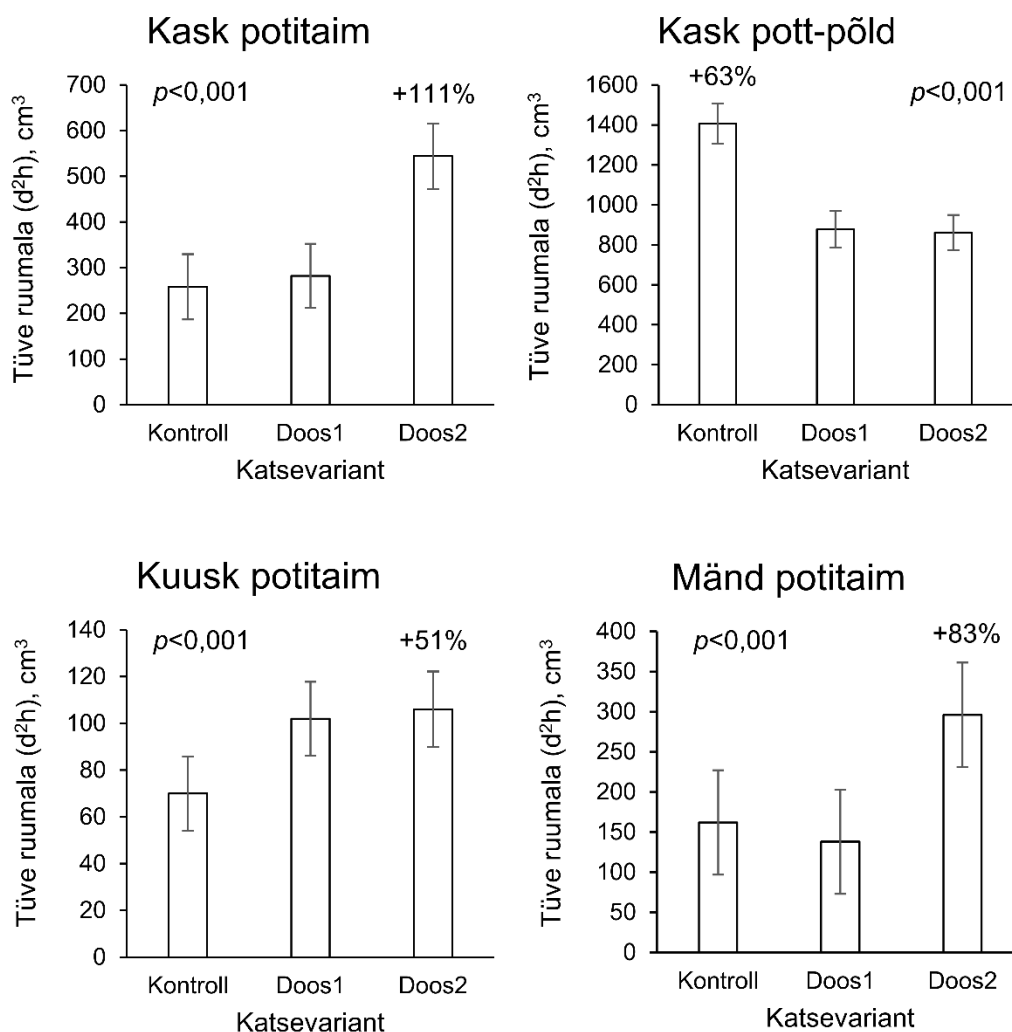 Kask potitaim
p<0,001
+111%
Tüve ruumala (d²h), cm³
700
600
500
400
300
200
100
0
Kontroll Doos1 Doos2
Katsevariant
Kask pott-põld
+63%
p<0,001
Tüve ruumala (d²h), cm³
1600
1400
1200
1000
800
600
400
200
0
Kontroll Doos1 Doos2
Katsevariant
Kuusk potitaim
p<0,001
+51%
Tüve ruumala (d²h), cm³
140
120
100
80
60
40
20
0
Kontroll Doos1 Doos2
Katsevariant
Mänd potitaim
p<0,001
+83%
Tüve ruumala (d²h), cm³
400
350
300
250
200
150
100
50
0
Kontroll Doos1 Doos2
Katsevariant